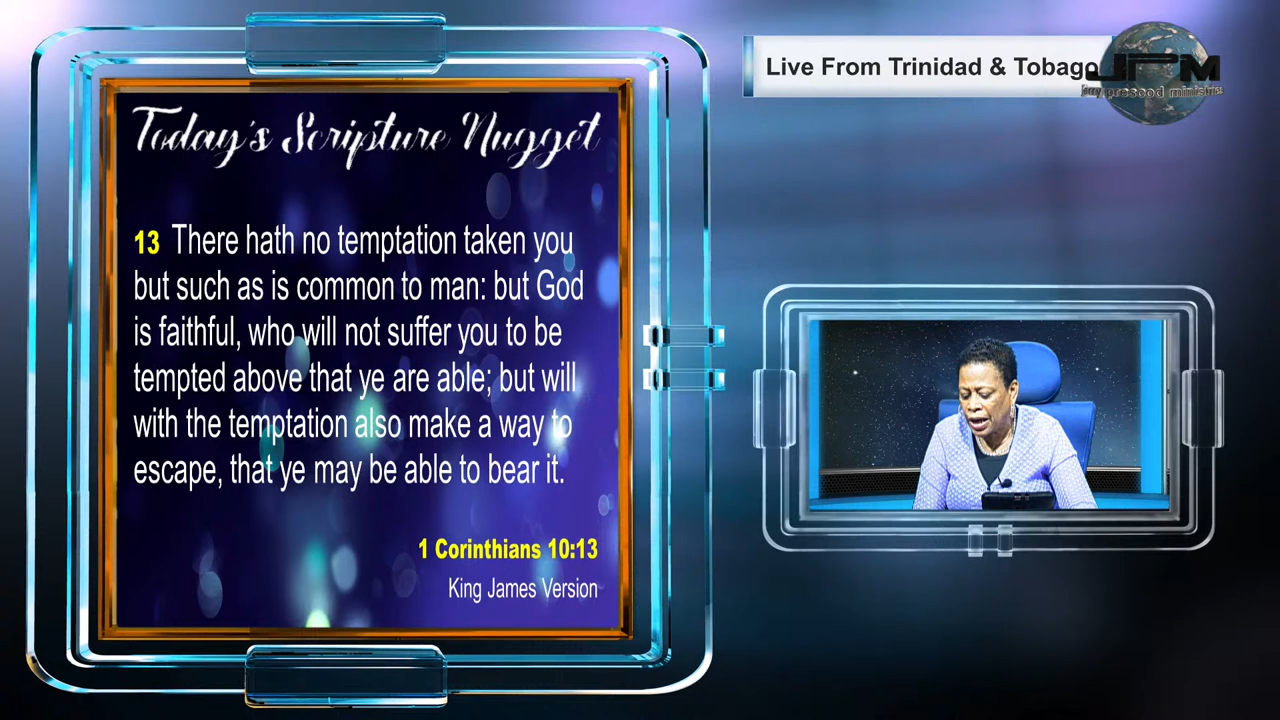 Today's Scripture Nugget
13 There hath no temptation taken you
but such as is common to man: but God
is faithful, who will not suffer you to be
tempted above that ye are able; but will
with the temptation also make a way to
escape, that ye may be able to bear it.
1 Corinthians 10:13
King James Version
Live From Trinidad & Tobago
JPM
prescod ministries